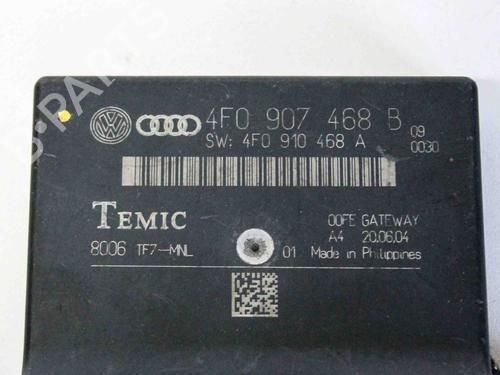 4F0 907 468 B
SW: 4F0 910 468 A
09
0030
TEMIC
8006 TF7-MNL
00FE GATEWAY
A4 20.06.04
01 Made in Philippines
B-PARTS